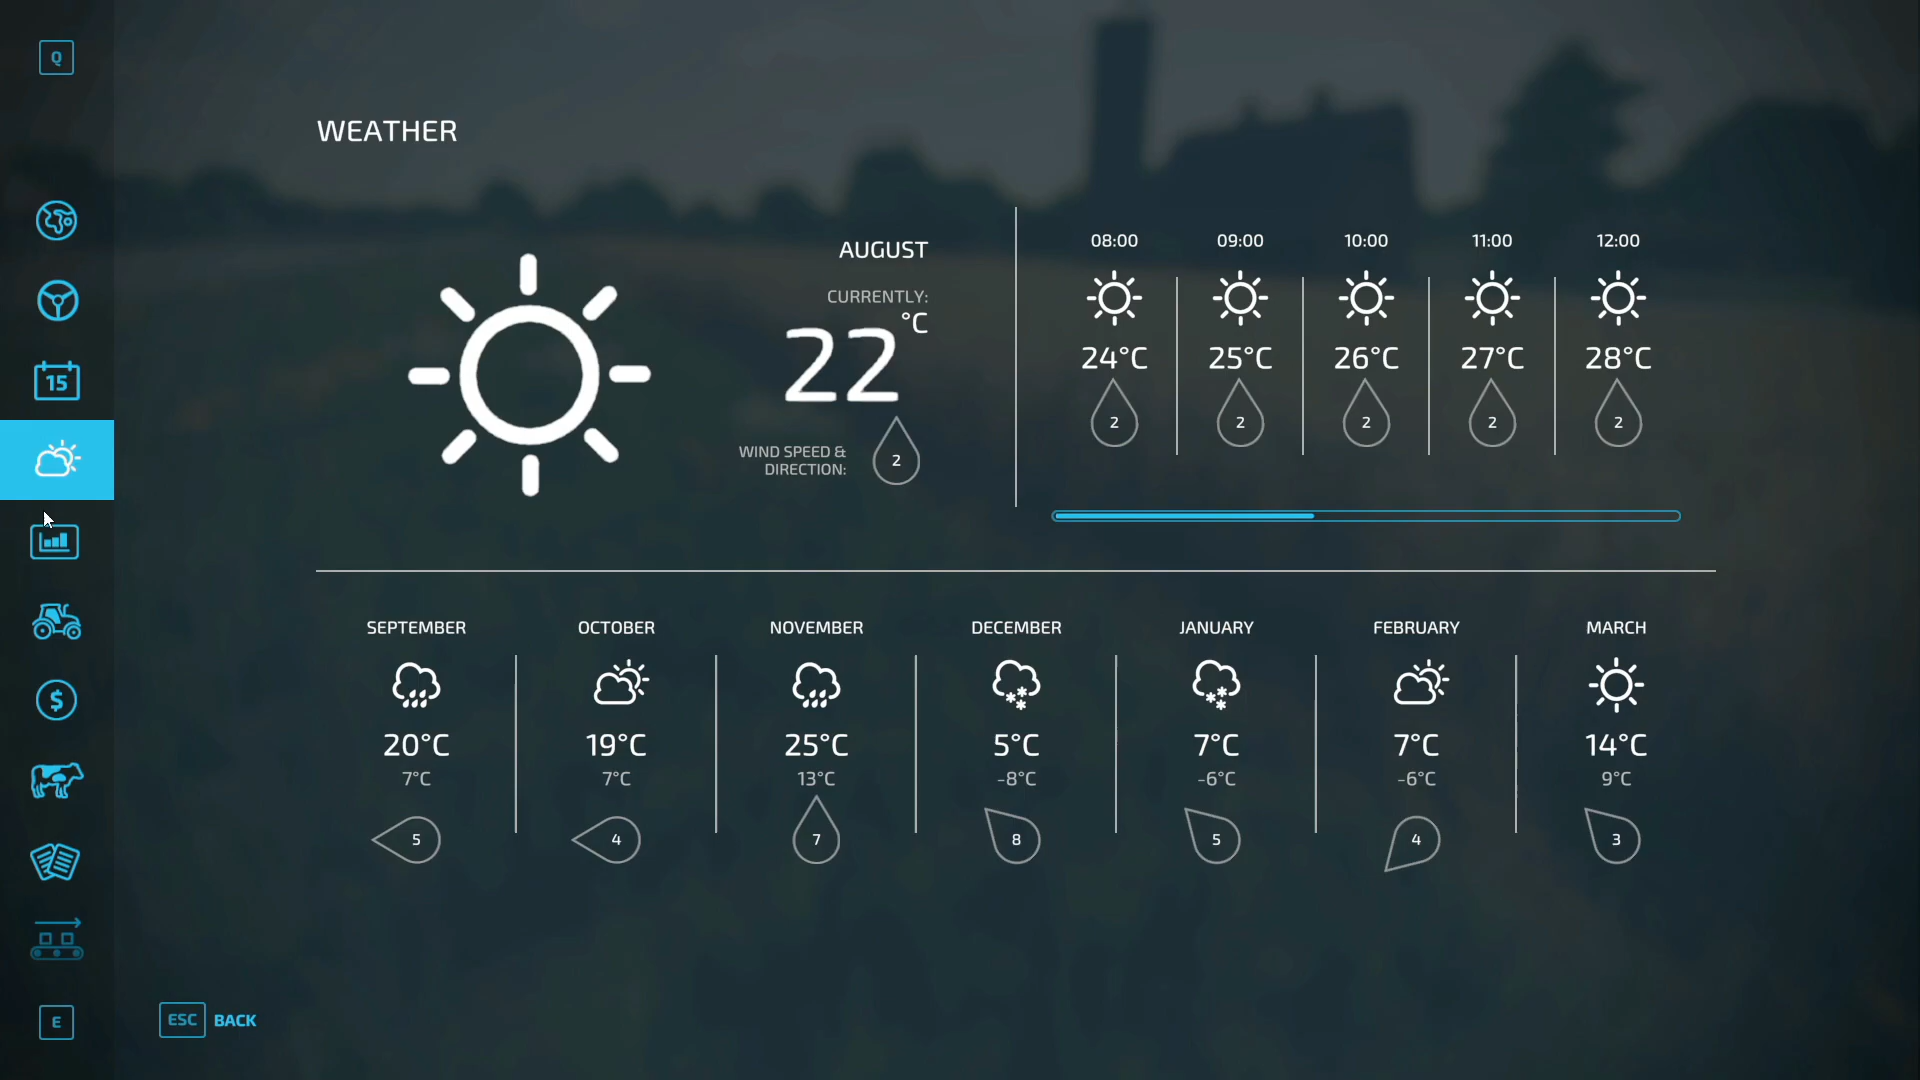 Q
WEATHER
15
AUGUST
CURRENTLY:
22 °C
WIND SPEED &
DIRECTION:
2
08:00 09:00 10:00 11:00 12:00
24°C 25°C 26°C 27°C 28°C
2 2 2 2 2
SEPTEMBER OCTOBER NOVEMBER DECEMBER JANUARY FEBRUARY MARCH
20°C 19°C 25°C 5°C 7°C 7°C 14°C
7°C 7°C 13°C -8°C -6°C -6°C 9°C
5 4 7 8 5 4 3
$
E
ESC BACK